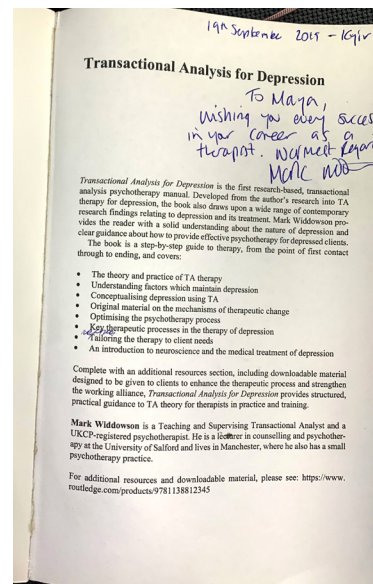 19th September 2015 - Kyiv
Transactional Analysis for Depression
To Maya,
wishing you every succes
in your career as a
therapist. Warmest Regar
Marc
Transactional Analysis for Depression is the first research-based, transactional
analysis psychotherapy manual. Developed from the author's research into TA
therapy for depression, the book also draws upon a wide range of contemporary
research findings relating to depression and its treatment. Mark Widdowson pro-
vides the reader with a solid understanding about the nature of depression and
clear guidance about how to provide effective psychotherapy for depressed clients.
The book is a step-by-step guide to therapy, from the point of first contact
through to ending, and covers:
• The theory and practice of TA therapy
• Understanding factors which maintain depression
• Conceptualising depression using TA
• Original material on the mechanisms of therapeutic change
• Optimising the psychotherapy process
• Key therapeutic processes in the therapy of depression
• Tailoring the therapy to client needs
• An introduction to neuroscience and the medical treatment of depression
Complete with an additional resources section, including downloadable material
designed to be given to clients to enhance the therapeutic process and strengthen
the working alliance, Transactional Analysis for Depression provides structured,
practical guidance to TA theory for therapists in practice and training.
Mark Widdowson is a Teaching and Supervising Transactional Analyst and a
UKCP-registered psychotherapist. He is a lecturer in counselling and psychother-
apy at the University of Salford and lives in Manchester, where he also has a small
psychotherapy practice.
For additional resources and downloadable material, please see: https://www.
routledge.com/products/9781138812345